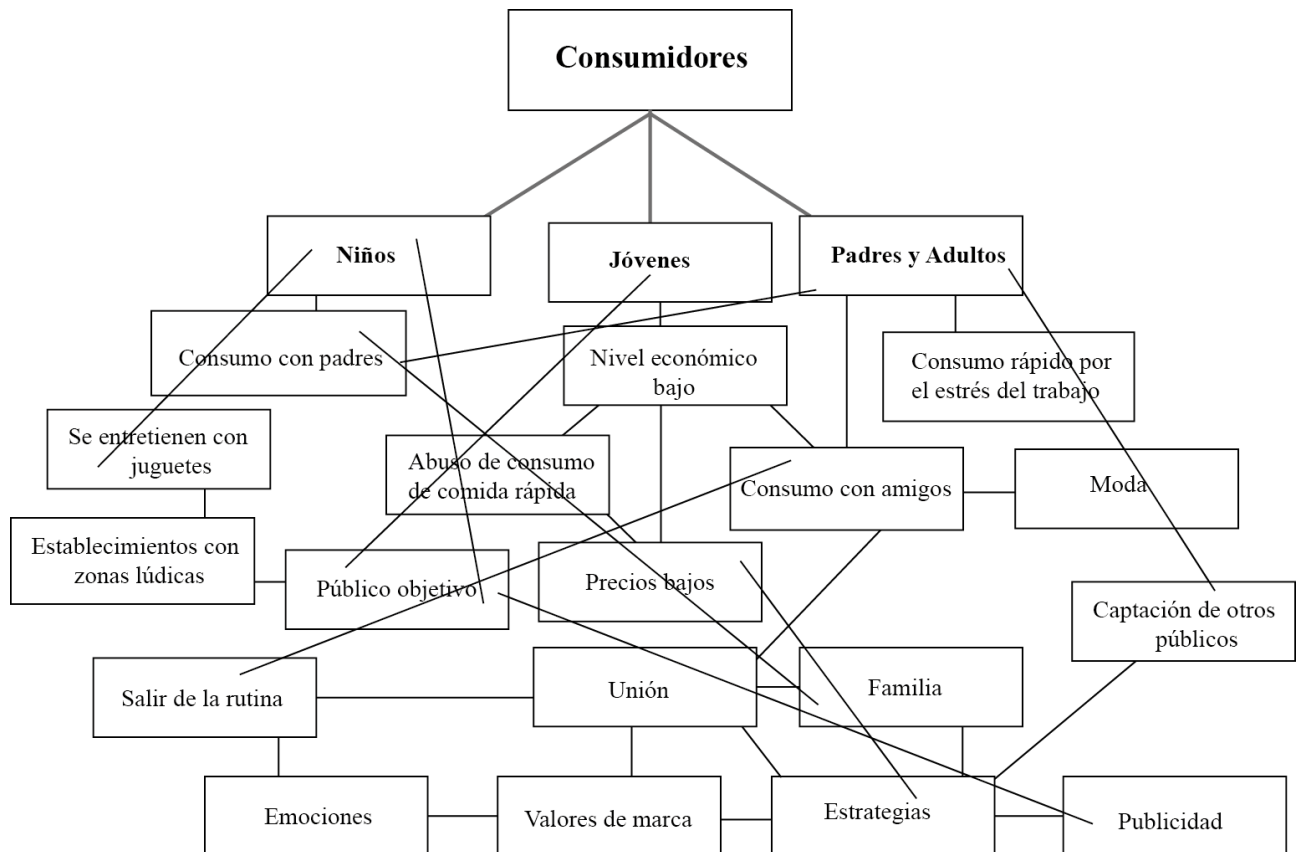 Consumidores
Niños
Jóvenes
Padres y Adultos
Consumo con padres
Nivel económico
bajo
Consumo rápido por
el estrés del trabajo
Se entretienen con
juguetes
Abuso de consumo
de comida rápida
Consumo con amigos
Moda
Establecimientos con
zonas lúdicas
Público objetivo
Precios bajos
Captación de otros
públicos
Salir de la rutina
Unión
Familia
Emociones
Valores de marca
Estrategias
Publicidad